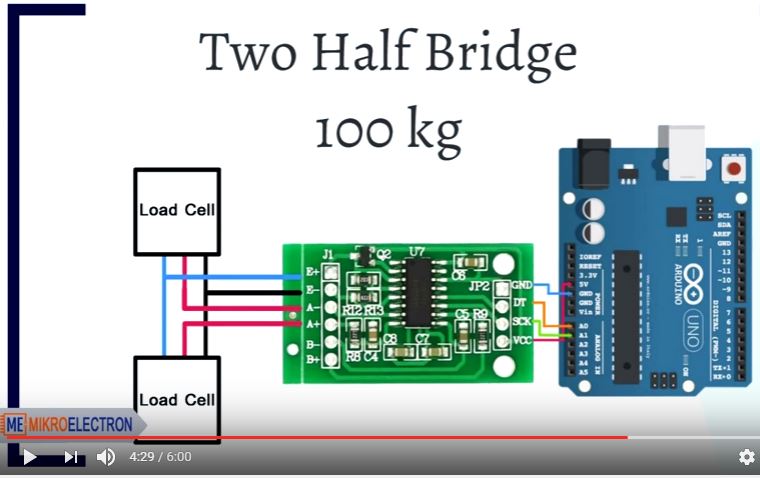 Two Half Bridge
100 kg
Load Cell
Load Cell
J1
E+
E-
A-
A+
B-
B+
Q2
U7
C6
R12 R13
R8 C4
C8
C7
C5 R9
JP2
GND
DT
SCK
VCC
IOREF
RESET
3.3V
5V
GND
GND
Vin
POWER
A0
A1
A2
A3
A4
A5
ANALOG IN
TX
RX
1
ARDUINO
UNO
ON
SCL
SDA
AREF
GND
13
12
~11
~10
~9
8
7
~6
~5
4
~3
2
TX→1
RX←0
DIGITAL (PWM~)
ME MIKROELECTRON
4:29 / 6:00